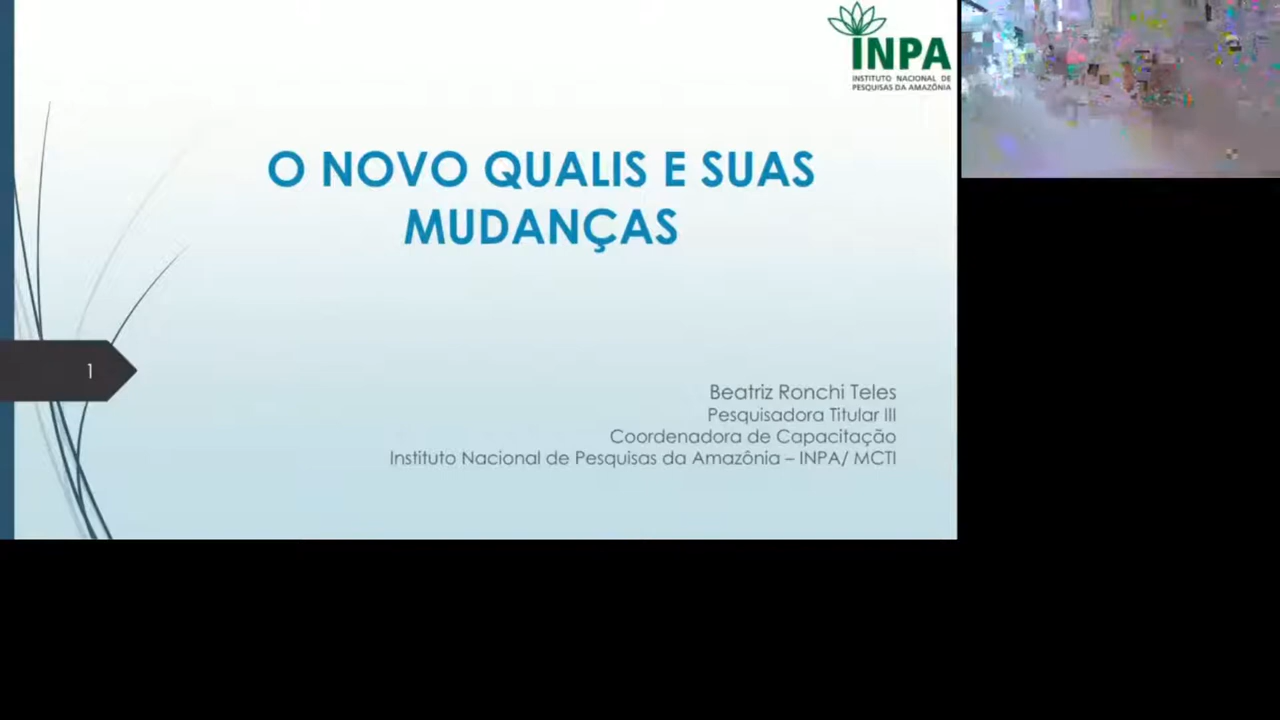 INPA
INSTITUTO NACIONAL DE
PESQUISAS DA AMAZÔNIA
O NOVO QUALIS E SUAS
MUDANÇAS
1
Beatriz Ronchi Teles
Pesquisadora Titular III
Coordenadora de Capacitação
Instituto Nacional de Pesquisas da Amazônia – INPA/ MCTI